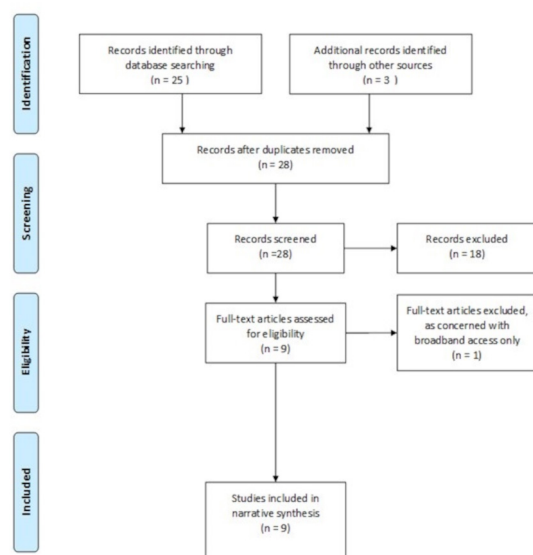 Identification
Records identified through
database searching
(n = 25 )
Additional records identified
through other sources
(n = 3 )
Records after duplicates removed
(n = 28)
Screening
Records screened
(n =28)
Records excluded
(n = 18)
Eligibility
Full-text articles assessed
for eligibility
(n = 9)
Full-text articles excluded,
as concerned with
broadband access only
(n = 1)
Included
Studies included in
narrative synthesis
(n = 9)